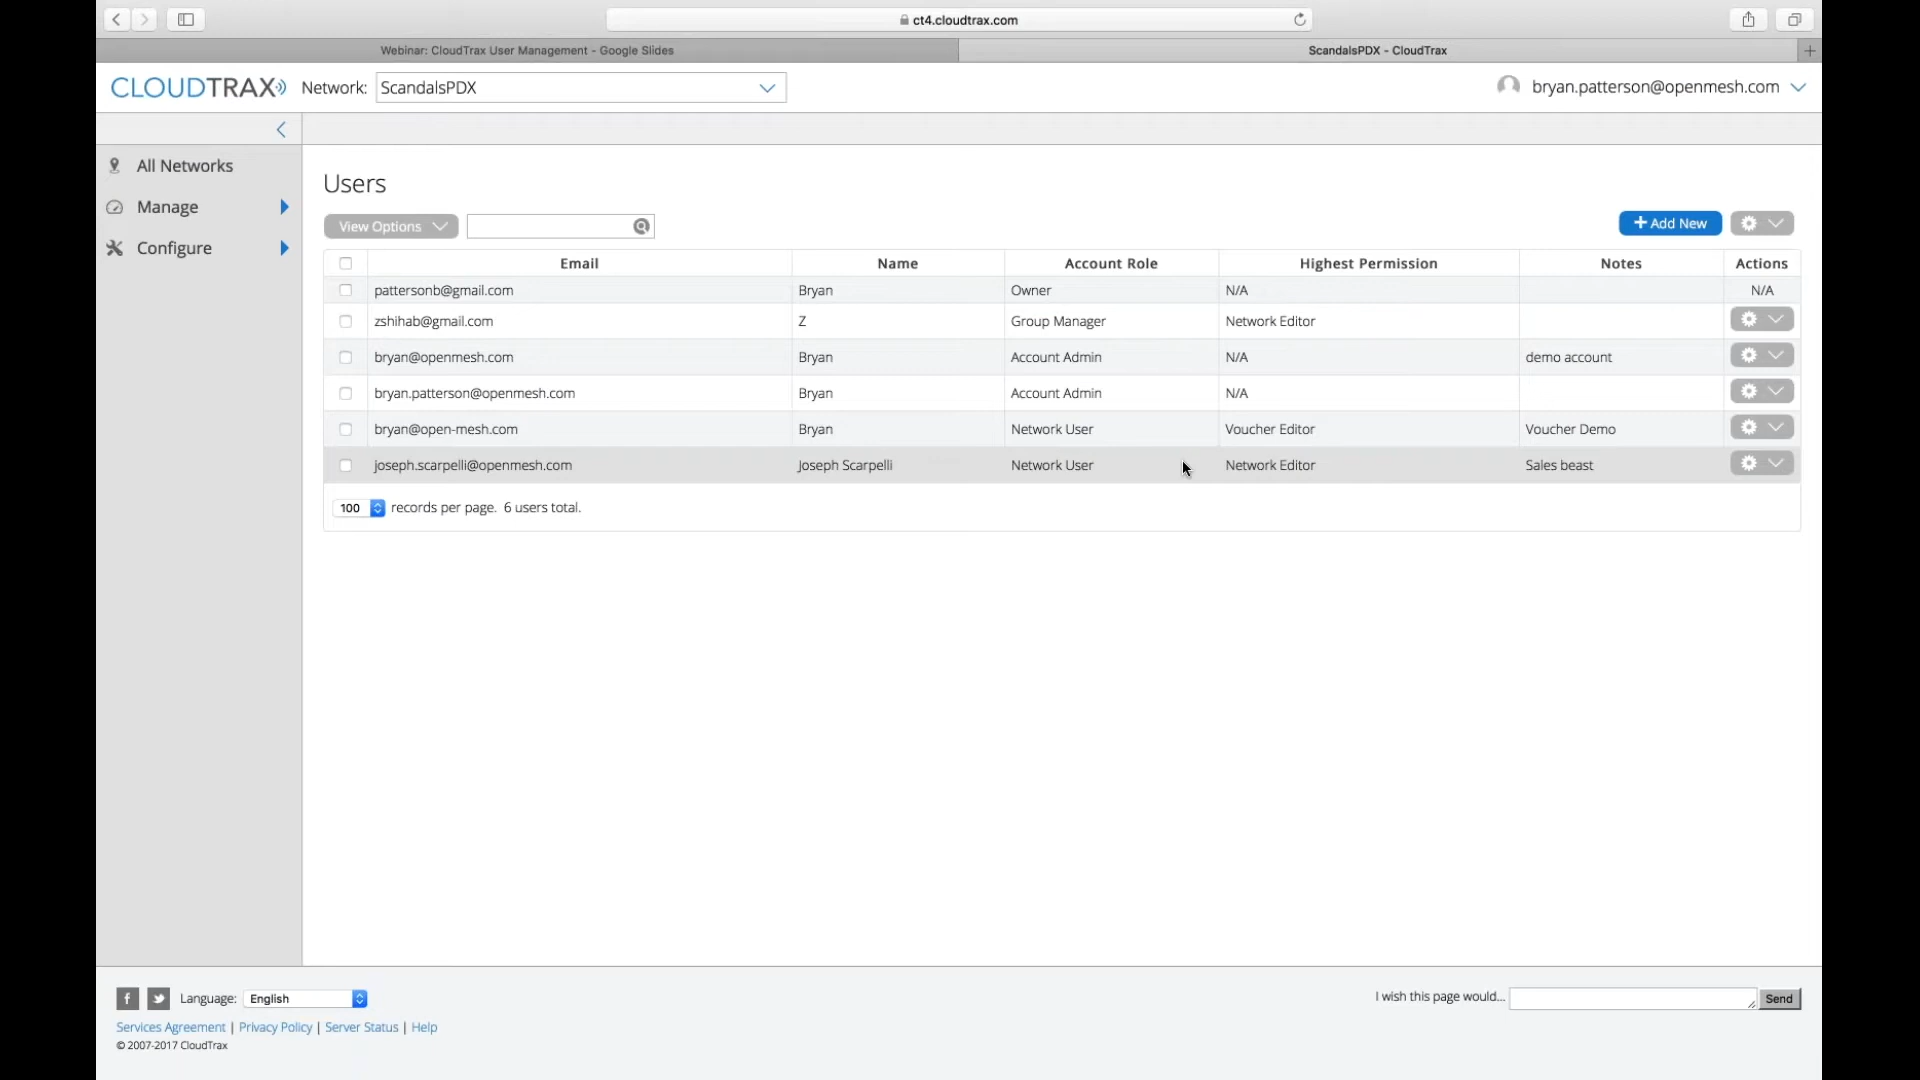 ct4.cloudtrax.com
Webinar: CloudTrax User Management - Google Slides
ScandalsPDX - CloudTrax
CLOUDTRAX
Network: ScandalsPDX
bryan.patterson@openmesh.com
All Networks
Manage
Configure
Users
View Options
+ Add New
Email Name Account Role Highest Permission Notes Actions
pattersonb@gmail.com Bryan Owner N/A N/A
zshihab@gmail.com Z Group Manager Network Editor
bryan@openmesh.com Bryan Account Admin N/A demo account
bryan.patterson@openmesh.com Bryan Account Admin N/A
bryan@open-mesh.com Bryan Network User Voucher Editor Voucher Demo
joseph.scarpelli@openmesh.com Joseph Scarpelli Network User Network Editor Sales beast
100 records per page. 6 users total.
Language: English
I wish this page would... Send
Services Agreement | Privacy Policy | Server Status | Help
© 2007-2017 CloudTrax